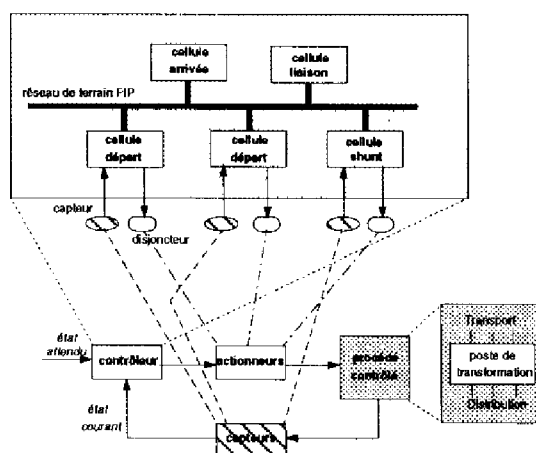 cellule
arrivée
cellule
liaison
réseau de terrain FIP
cellule
départ
cellule
départ
cellule
shunt
capteur
disjoncteur
état
attendu
contrôleur
actionneurs
procédé
contrôlé
Transport
poste de
transformation
Distribution
état
courant
capteurs